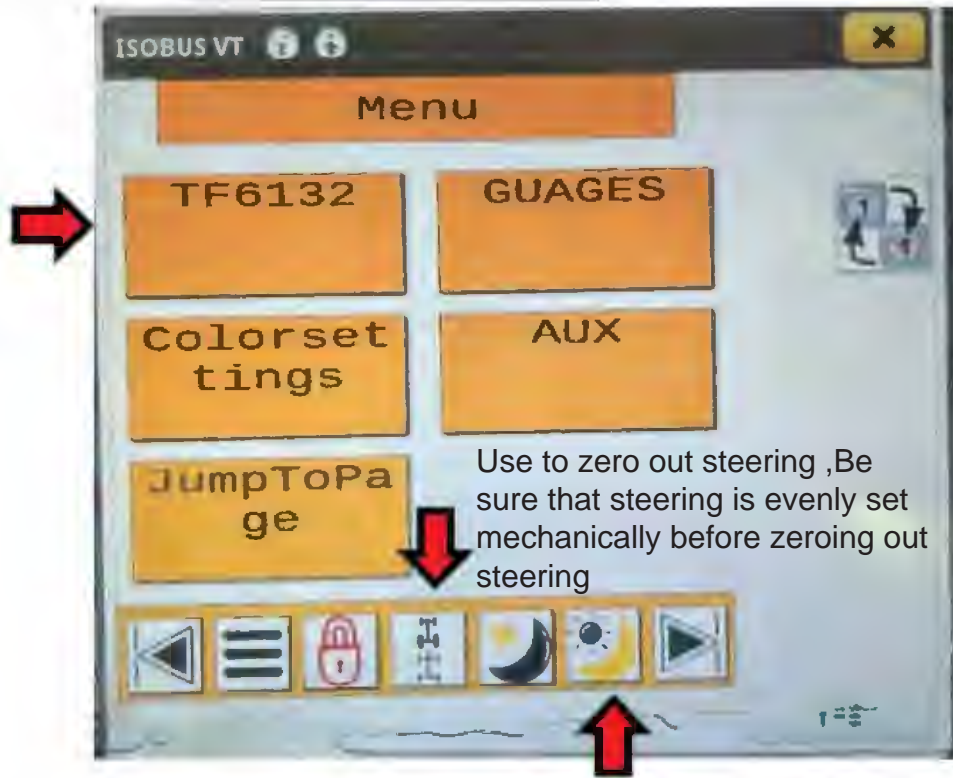 ISOBUS VT
Menu
TF6132
GUAGES
Colorset
tings
AUX
JumpToPa
ge
Use to zero out steering ,Be
sure that steering is evenly set
mechanically before zeroing out
steering